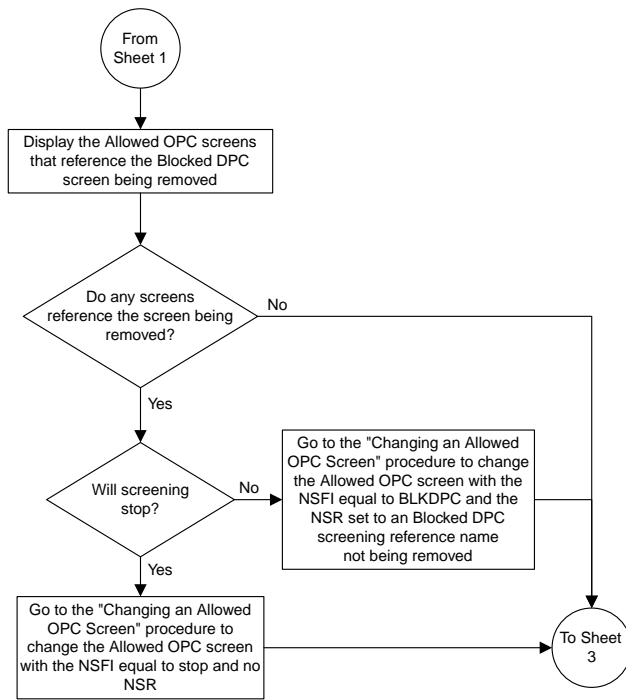 From
Sheet 1
Display the Allowed OPC screens
that reference the Blocked DPC
screen being removed
Do any screens
reference the screen being
removed?
No
Yes
Will screening
stop?
No
Go to the "Changing an Allowed
OPC Screen" procedure to change
the Allowed OPC screen with the
NSFI equal to BLKDPC and the
NSR set to an Blocked DPC
screening reference name
not being removed
Yes
Go to the "Changing an Allowed
OPC Screen" procedure to
change the Allowed OPC screen
with the NSFI equal to stop and no
NSR
To Sheet
3